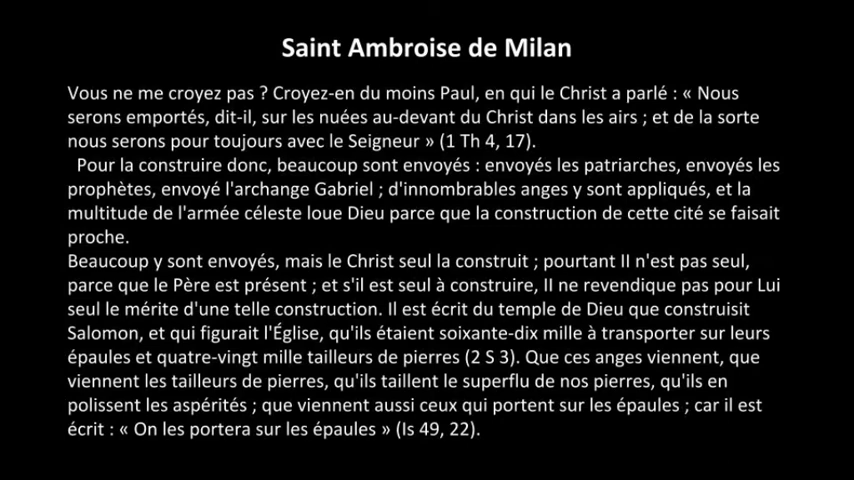 Saint Ambroise de Milan
Vous ne me croyez pas ? Croyez-en du moins Paul, en qui le Christ a parlé : « Nous
serons emportés, dit-il, sur les nuées au-devant du Christ dans les airs ; et de la sorte
nous serons pour toujours avec le Seigneur » (1 Th 4, 17).
Pour la construire donc, beaucoup sont envoyés : envoyés les patriarches, envoyés les
prophètes, envoyé l'archange Gabriel ; d'innombrables anges y sont appliqués, et la
multitude de l'armée céleste loue Dieu parce que la construction de cette cité se faisait
proche.
Beaucoup y sont envoyés, mais le Christ seul la construit ; pourtant II n'est pas seul,
parce que le Père est présent ; et s'il est seul à construire, II ne revendique pas pour Lui
seul le mérite d'une telle construction. Il est écrit du temple de Dieu que construisit
Salomon, et qui figurait l'Église, qu'ils étaient soixante-dix mille à transporter sur leurs
épaules et quatre-vingt mille tailleurs de pierres (2 S 3). Que ces anges viennent, que
viennent les tailleurs de pierres, qu'ils taillent le superflu de nos pierres, qu'ils en
polissent les aspérités ; que viennent aussi ceux qui portent sur les épaules ; car il est
écrit : « On les portera sur les épaules » (Is 49, 22).